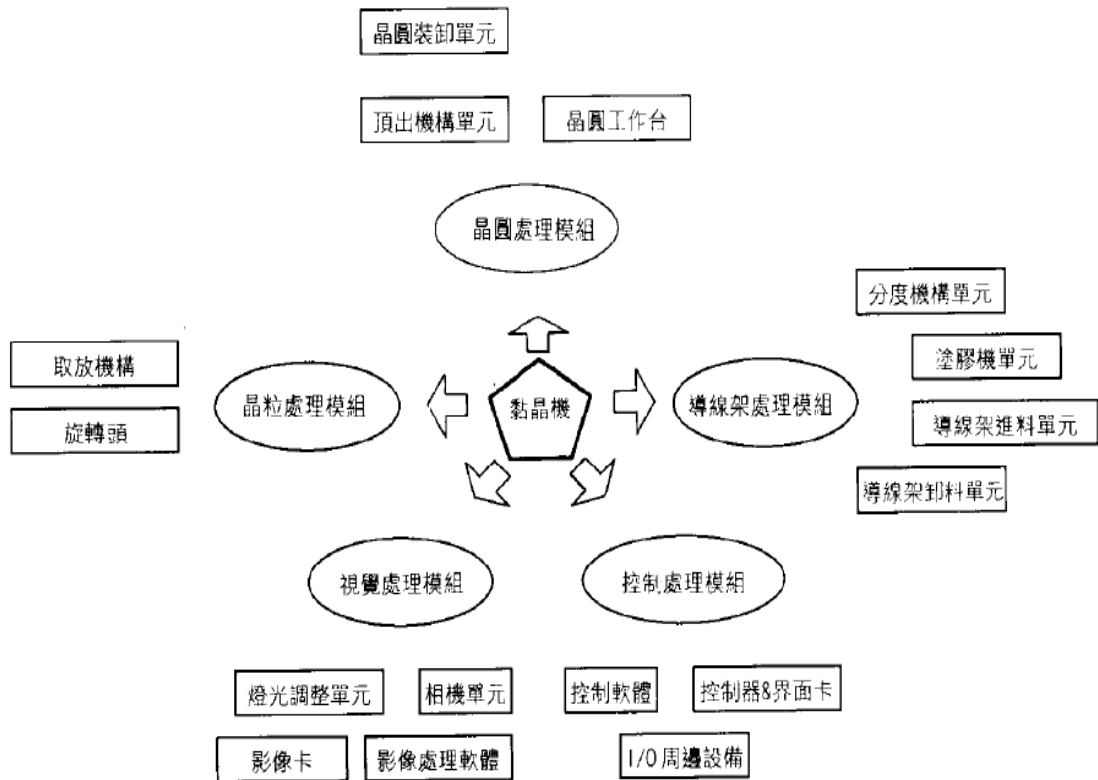 晶圓裝卸單元
頂出機構單元
晶圓工作台
晶圓處理模組
分度機構單元
塗膠機單元
導線架進料單元
導線架卸料單元
導線架處理模組
取放機構
旋轉頭
晶粒處理模組
黏晶機
視覺處理模組
控制處理模組
燈光調整單元
相機單元
控制軟體
控制器&界面卡
影像卡
影像處理軟體
I/O周邊設備